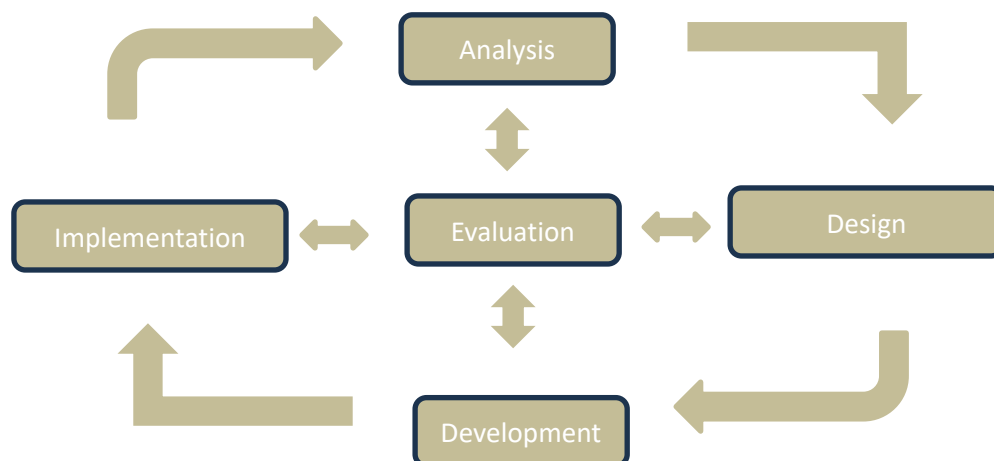 Analysis
Implementation
Evaluation
Design
Development